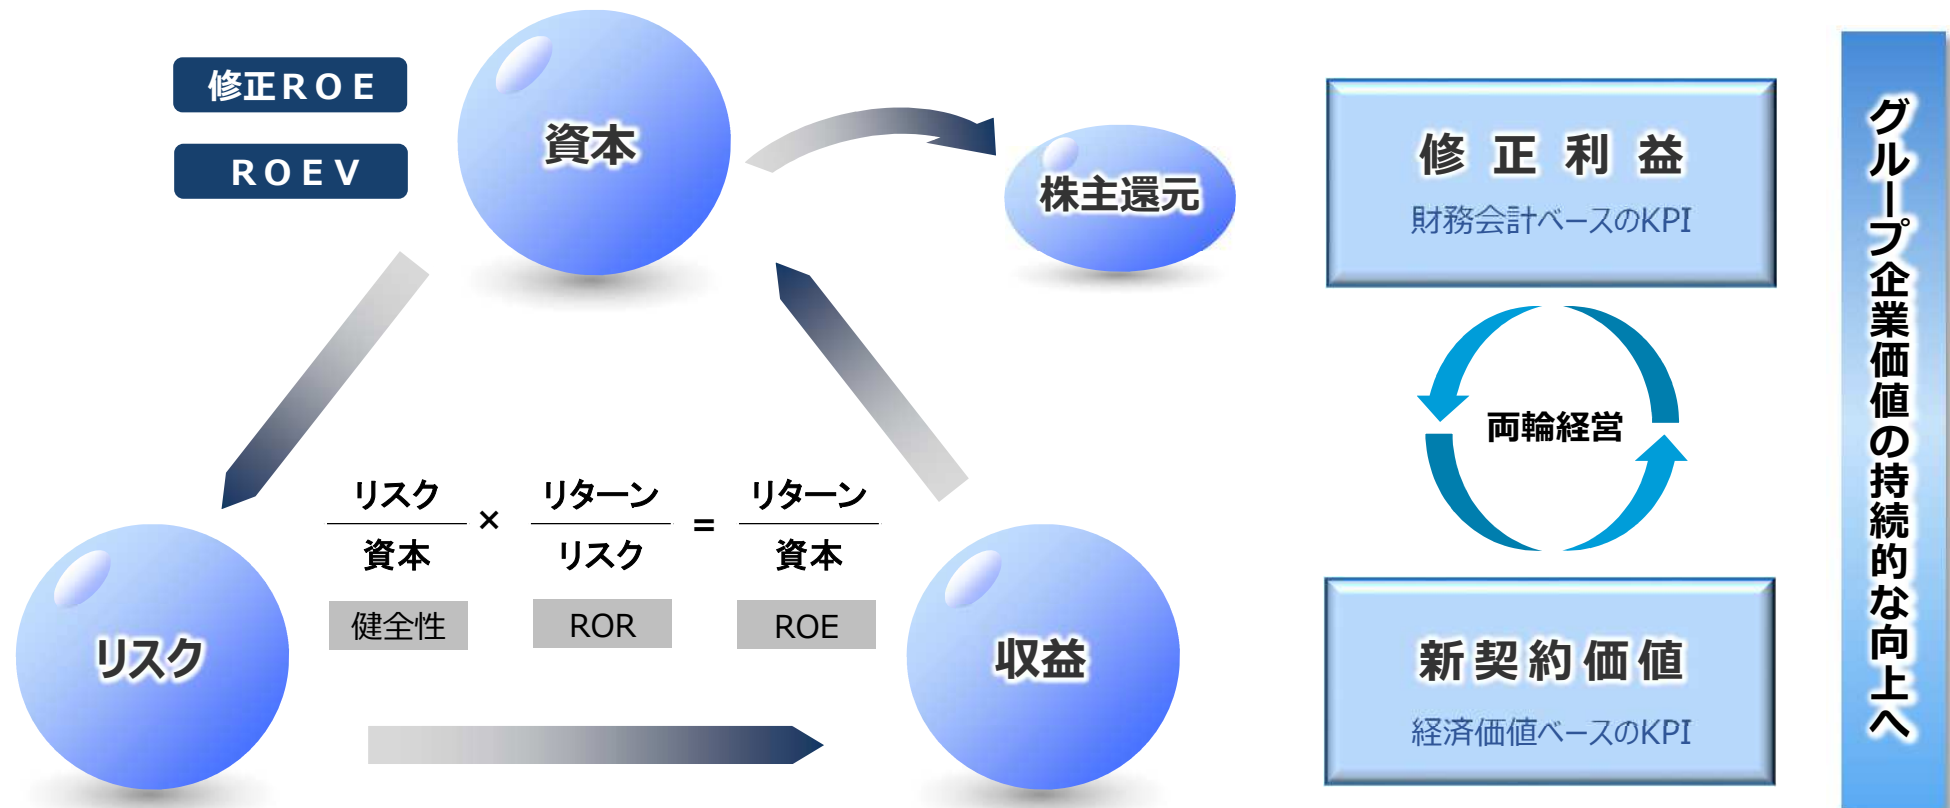 修正ROE
ROEV
資本
株主還元
リスク
資本
×
リターン
リスク
=
リターン
資本
健全性
ROR
ROE
リスク
収益
修正利益
財務会計ベースのKPI
両輪経営
新契約価値
経済価値ベースのKPI
グループ企業価値の持続的な向上へ